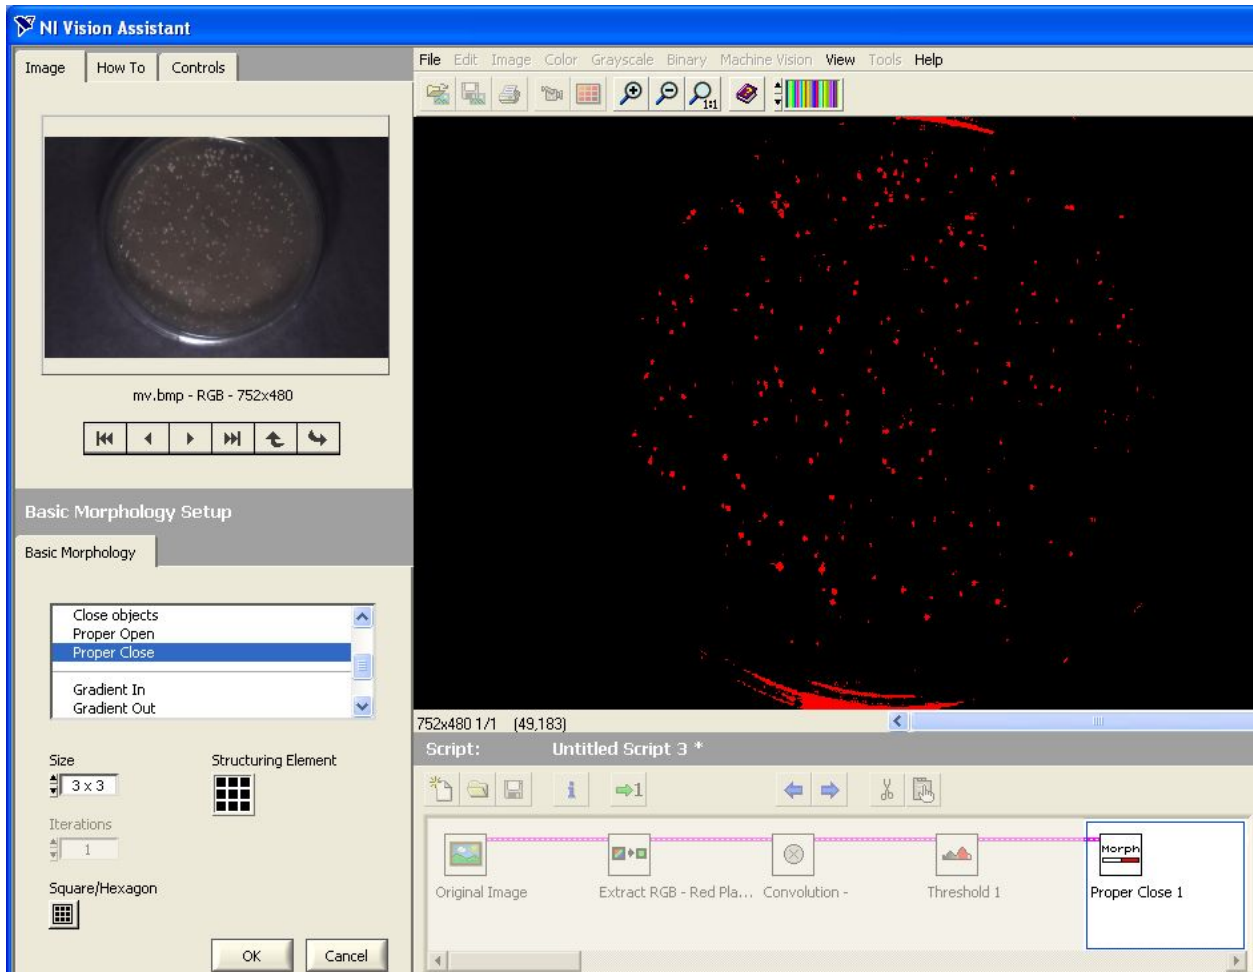 NI Vision Assistant
Image How To Controls
File Edit Image Color Grayscale Binary Machine Vision View Tools Help
1:1
mv.bmp - RGB - 752x480
Basic Morphology Setup
Basic Morphology
Close objects
Proper Open
Proper Close
Gradient In
Gradient Out
752x480 1/1 (49,183)
Script: Untitled Script 3 *
Size
3 x 3
Structuring Element
Iterations
1
Square/Hexagon
OK Cancel
i 1
Morph
Original Image Extract RGB - Red Pla... Convolution - Threshold 1 Proper Close 1